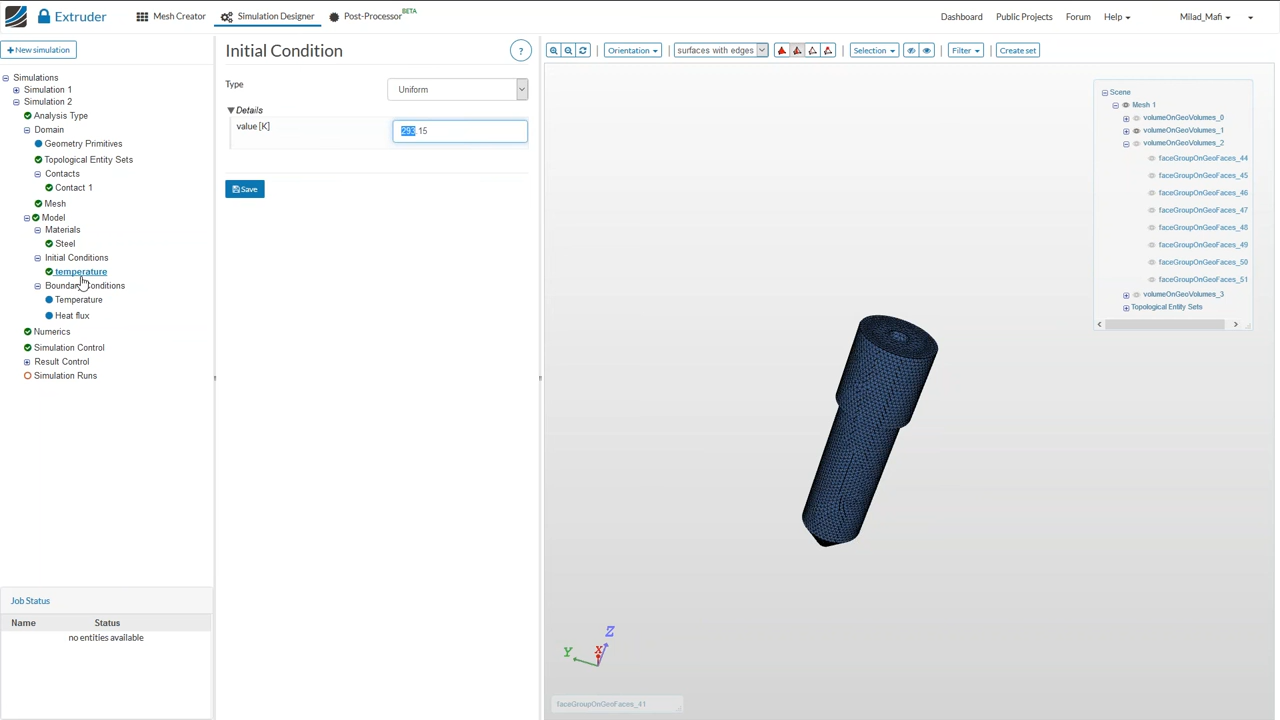 Extruder
Mesh Creator
Simulation Designer
Post-Processor BETA
Dashboard
Public Projects
Forum
Help
Milad_Mafi
+ New simulation
Simulations
Simulation 1
Simulation 2
Analysis Type
Domain
Geometry Primitives
Topological Entity Sets
Contacts
Contact 1
Mesh
Model
Materials
Steel
Initial Conditions
temperature
Boundary Conditions
Temperature
Heat flux
Numerics
Simulation Control
Result Control
Simulation Runs
Job Status
Name Status
no entities available
Initial Condition
?
Type Uniform
Details
value [K] 293.15
Save
Orientation
surfaces with edges
Selection
Filter
Create set
Scene
Mesh 1
volumeOnGeoVolumes_0
volumeOnGeoVolumes_1
volumeOnGeoVolumes_2
faceGroupOnGeoFaces_44
faceGroupOnGeoFaces_45
faceGroupOnGeoFaces_46
faceGroupOnGeoFaces_47
faceGroupOnGeoFaces_48
faceGroupOnGeoFaces_49
faceGroupOnGeoFaces_50
faceGroupOnGeoFaces_51
volumeOnGeoVolumes_3
Topological Entity Sets
Z
Y
X
faceGroupOnGeoFaces_41